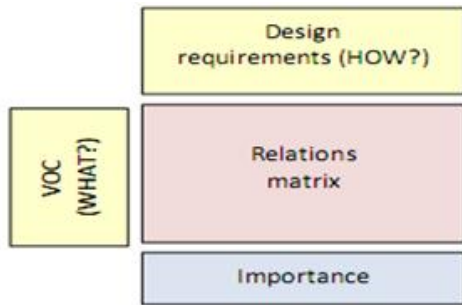 Design
requirements (HOW?)
VOC
(WHAT?)
Relations
matrix
Importance